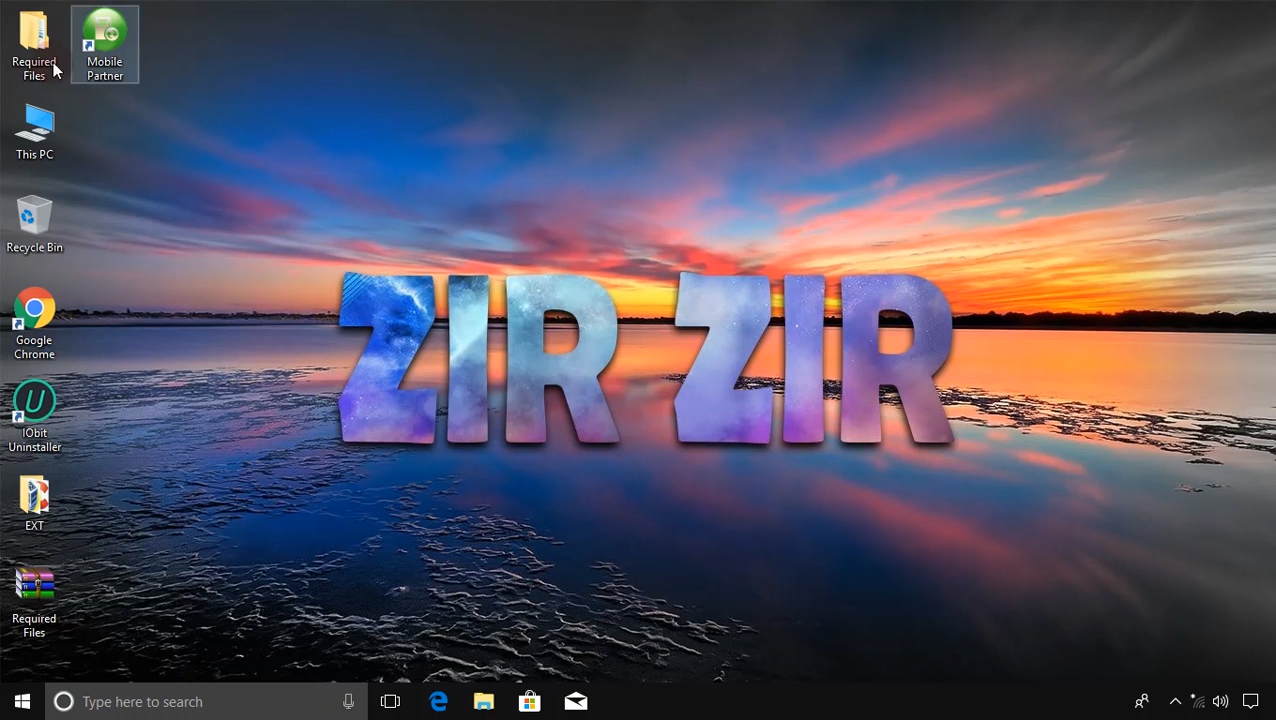 Required
Files
Mobile
Partner
This PC
Recycle Bin
Google
Chrome
IObit
Uninstaller
EXT
Required
Files
ZIR ZIR
Type here to search